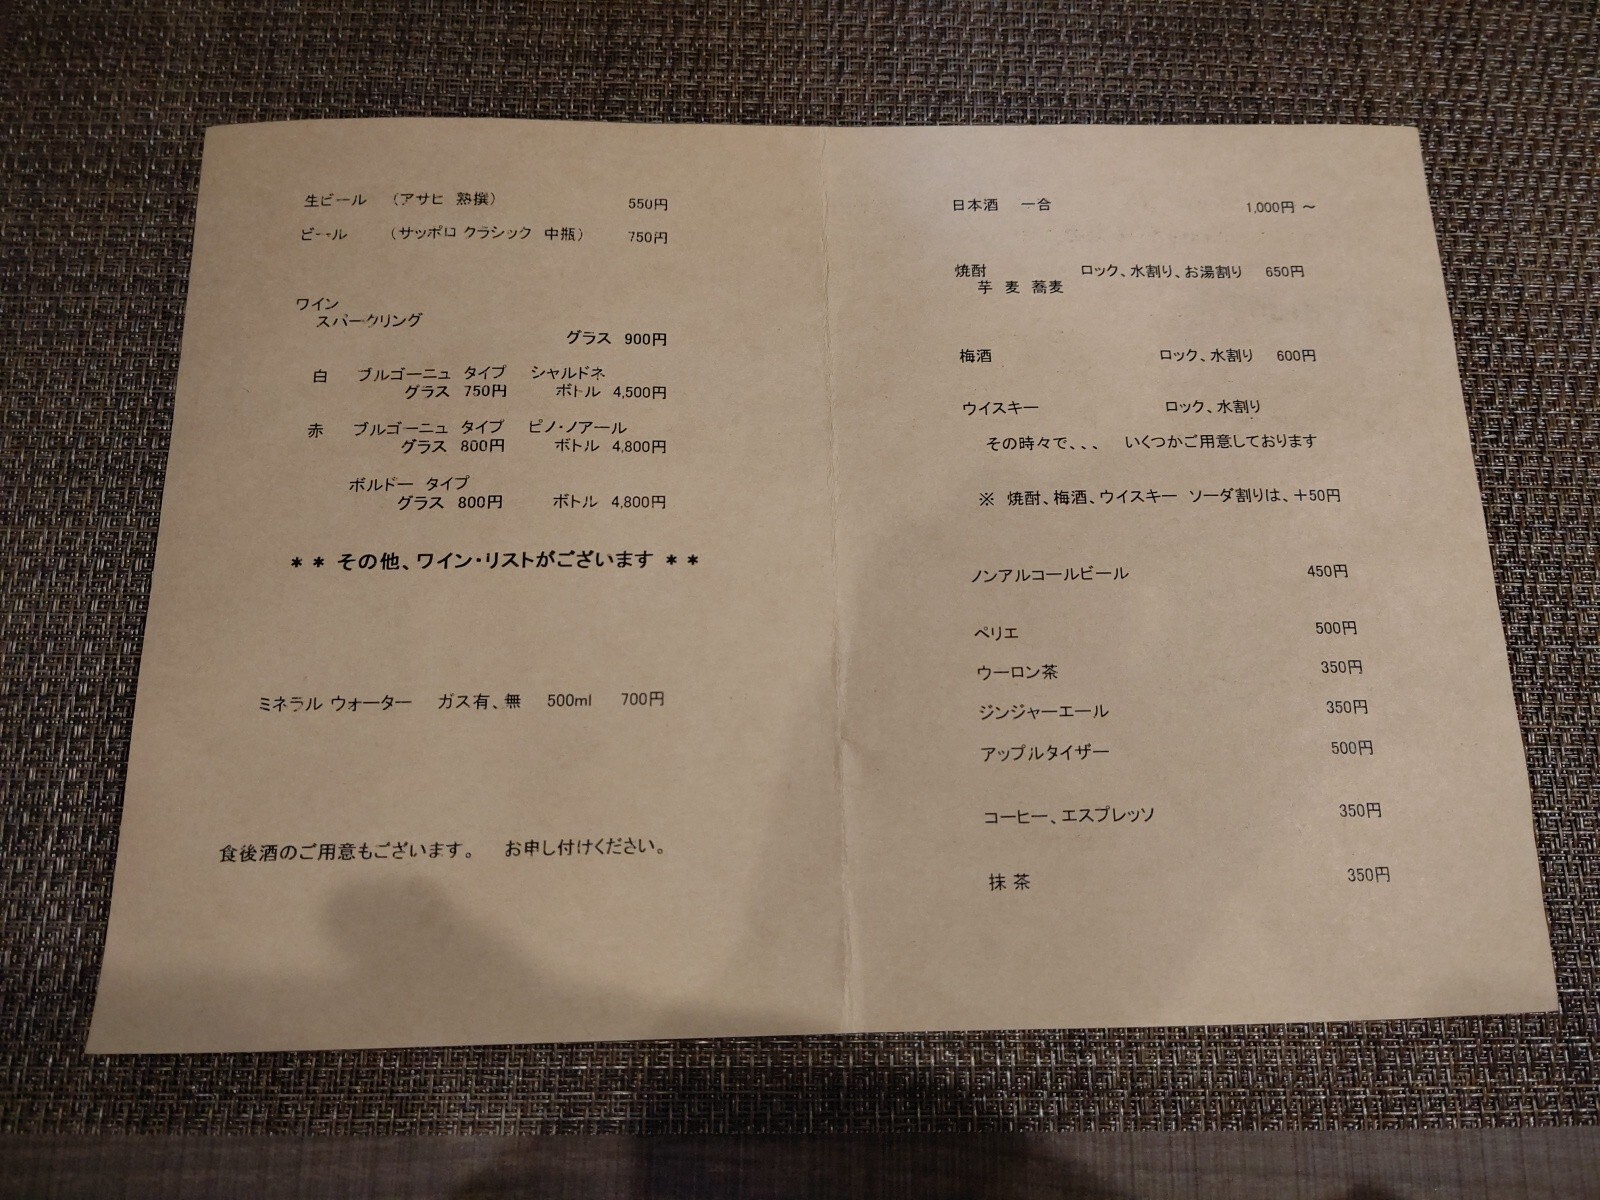 生ビール （アサヒ 熟撰） 550円
ビール （サッポロ クラシック 中瓶） 750円
ワイン
スパークリング
グラス 900円
白 ブルゴーニュ タイプ シャルドネ
グラス 750円 ボトル 4,500円
赤 ブルゴーニュ タイプ ピノ・ノアール
グラス 800円 ボトル 4,800円
ボルドー タイプ
グラス 800円 ボトル 4,800円
＊＊ その他、ワイン・リストがございます ＊＊
ミネラル ウォーター ガス有、無 500ml 700円
食後酒のご用意もございます。 お申し付けください。
日本酒 一合 1,000円 ～
焼酎 ロック、水割り、お湯割り 650円
芋 麦 蕎麦
梅酒 ロック、水割り 600円
ウイスキー ロック、水割り
その時々で、、、 いくつかご用意しております
※ 焼酎、梅酒、ウイスキー ソーダ割りは、＋50円
ノンアルコールビール 450円
ペリエ 500円
ウーロン茶 350円
ジンジャーエール 350円
アップルタイザー 500円
コーヒー、エスプレッソ 350円
抹 茶 350円